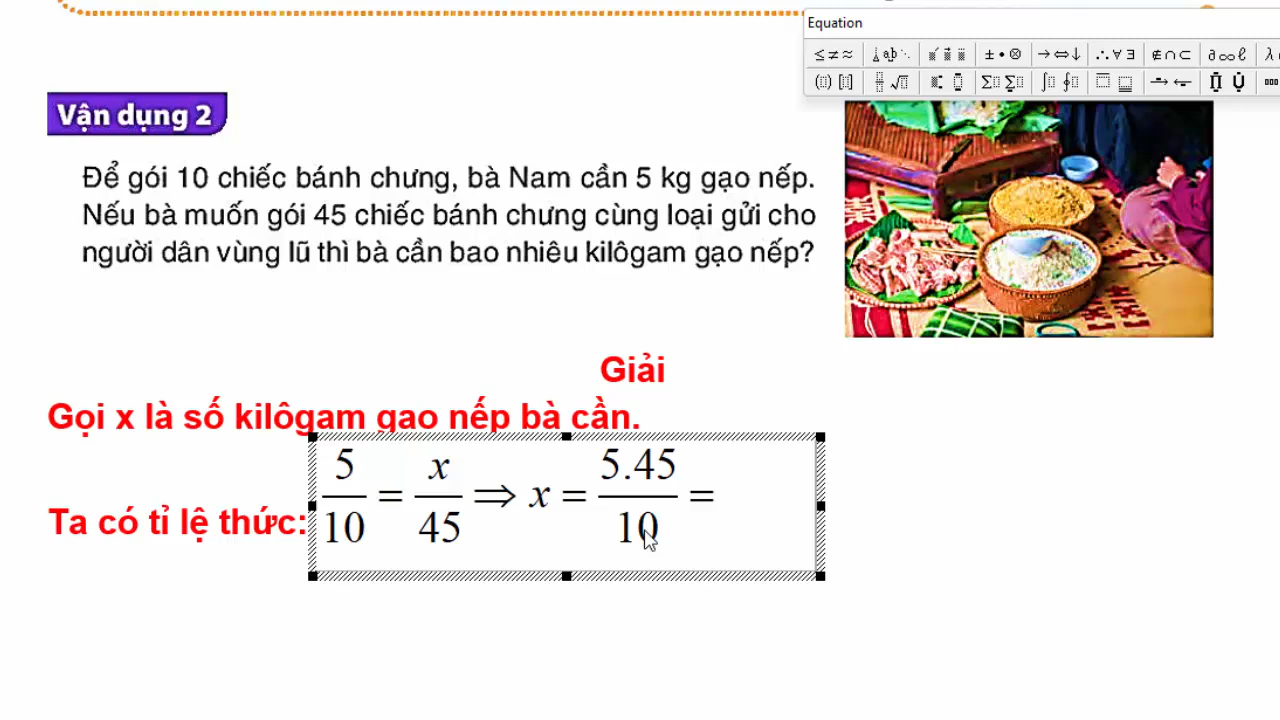 Equation
Vận dụng 2
Để gói 10 chiếc bánh chưng, bà Nam cần 5 kg gạo nếp.
Nếu bà muốn gói 45 chiếc bánh chưng cùng loại gửi cho
người dân vùng lũ thì bà cần bao nhiêu kilôgam gạo nếp?
Giải
Gọi x là số kilôgam gạo nếp bà cần.
Ta có tỉ lệ thức: 5/10 = x/45 ⇒ x = 5.45/10 =